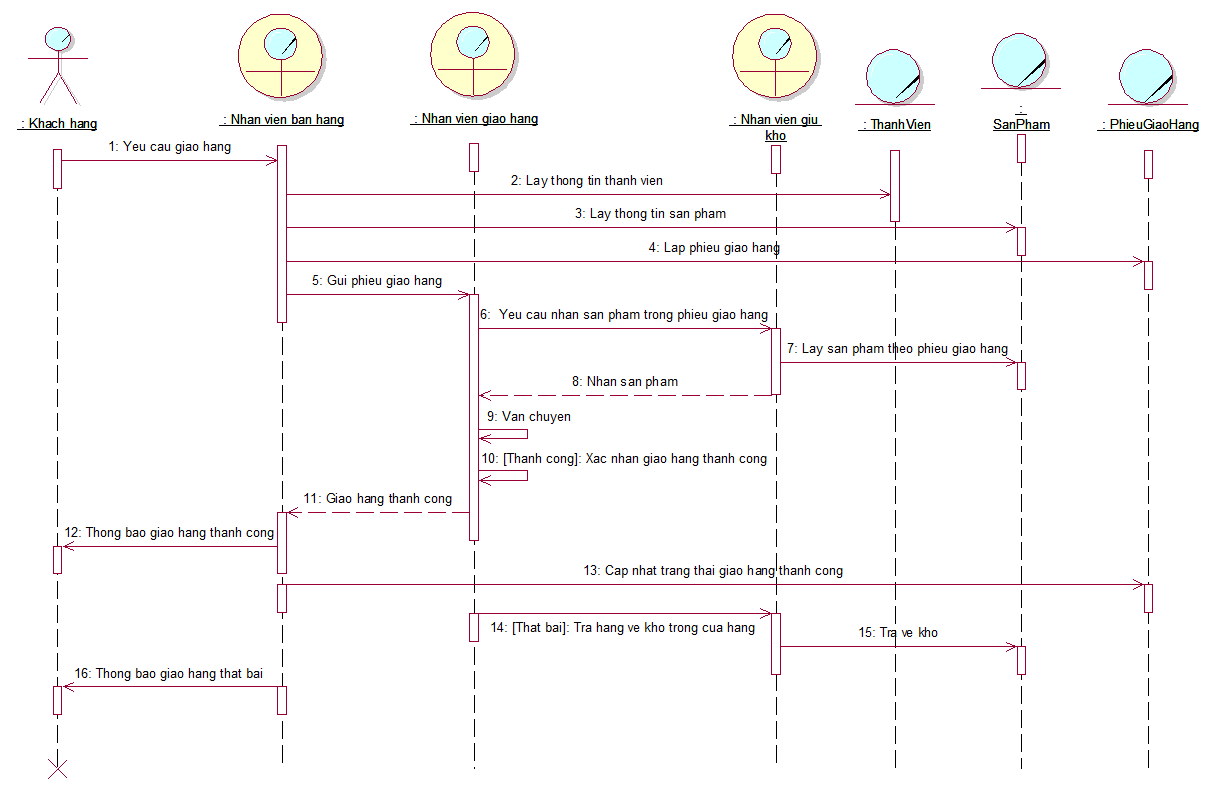 : Khach hang
: Nhan vien ban hang
: Nhan vien giao hang
: Nhan vien giu
kho
: ThanhVien
:
SanPham
: PhieuGiaoHang
1: Yeu cau giao hang
2: Lay thong tin thanh vien
3: Lay thong tin san pham
4: Lap phieu giao hang
5: Gui phieu giao hang
6: Yeu cau nhan san pham trong phieu giao hang
7: Lay san pham theo phieu giao hang
8: Nhan san pham
9: Van chuyen
10: [Thanh cong]: Xac nhan giao hang thanh cong
11: Giao hang thanh cong
12: Thong bao giao hang thanh cong
13: Cap nhat trang thai giao hang thanh cong
14: [That bai]: Tra hang ve kho trong cua hang
15: Tra ve kho
16: Thong bao giao hang that bai